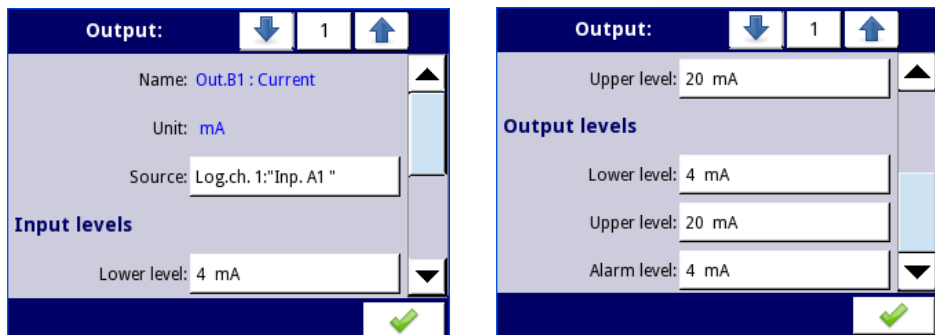 Output: 1
Name: Out.B1 : Current
Unit: mA
Source: Log.ch. 1:"Inp. A1 "
Input levels
Lower level: 4 mA
Output: 1
Upper level: 20 mA
Output levels
Lower level: 4 mA
Upper level: 20 mA
Alarm level: 4 mA